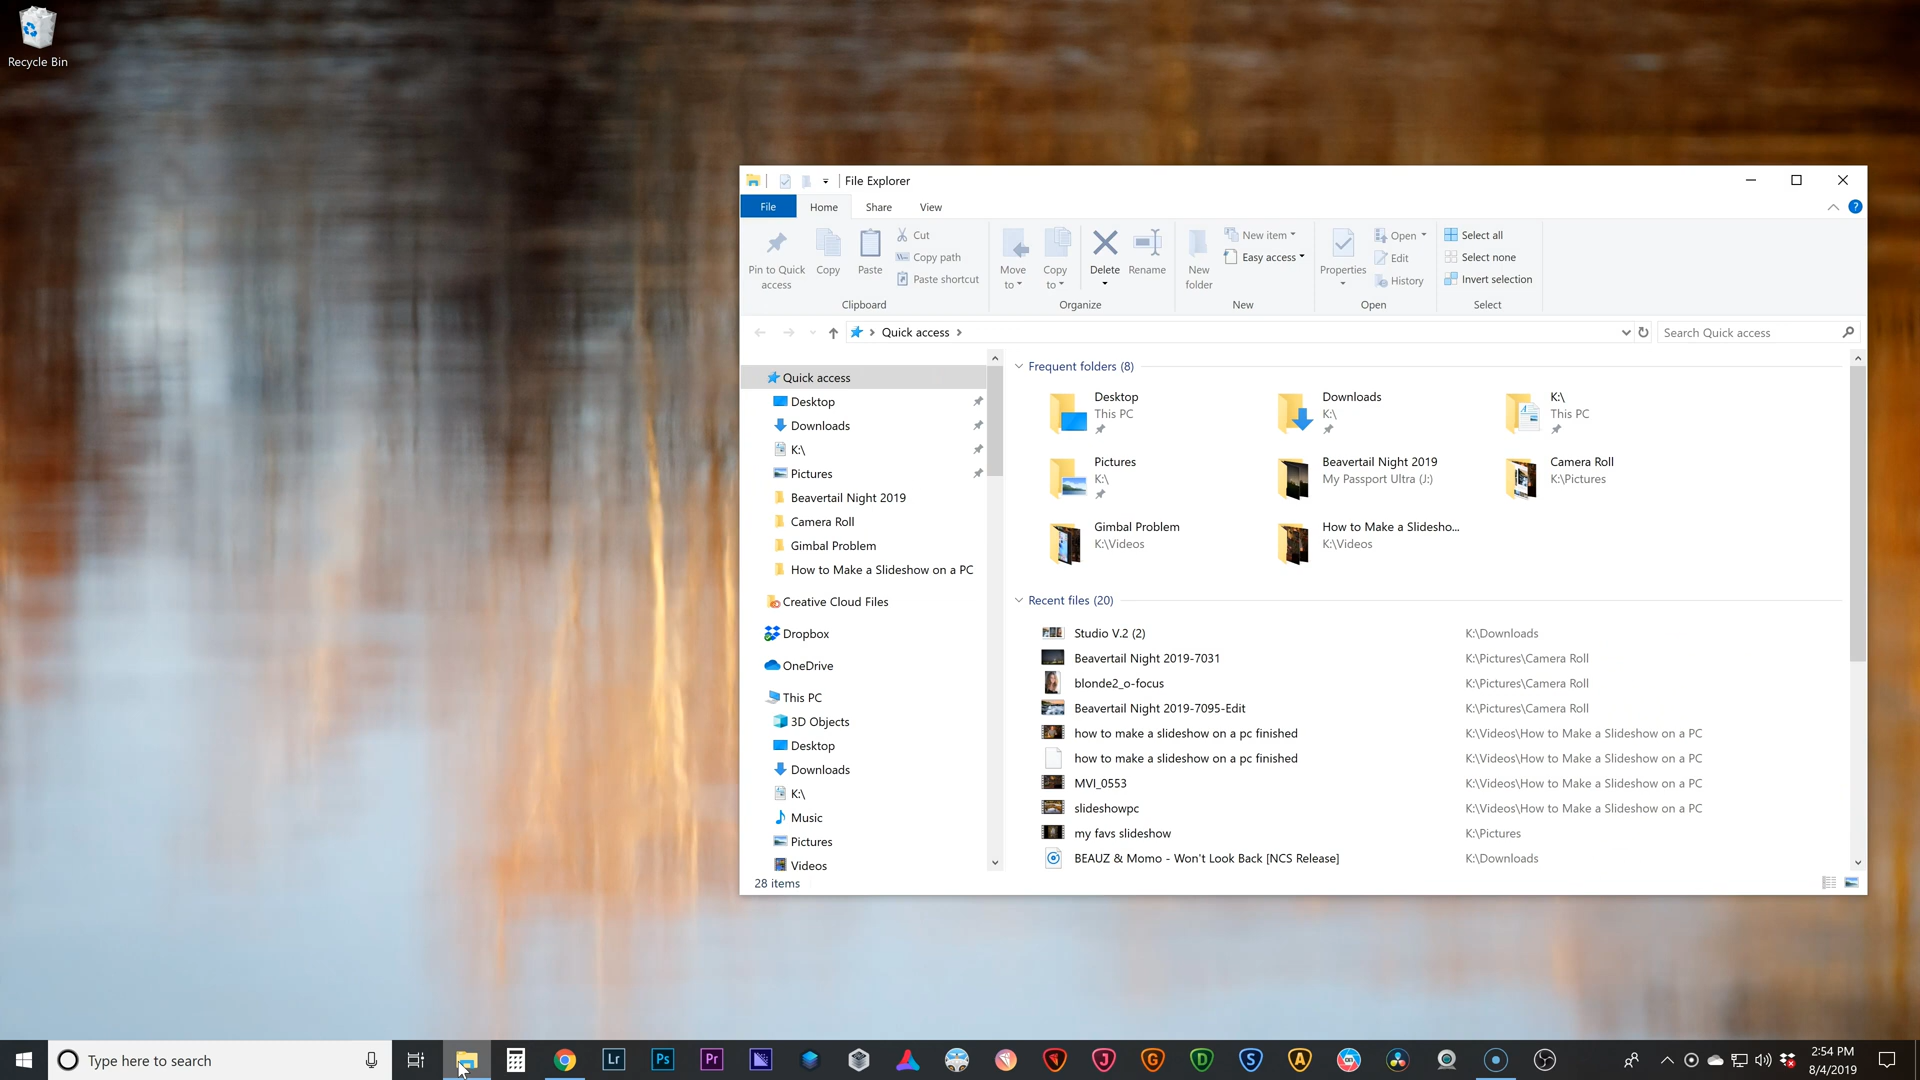 Recycle Bin
File Explorer
File
Home
Share
View
Pin to Quick access
Copy
Paste
Cut
Copy path
Paste shortcut
Clipboard
Move to
Copy to
Delete
Rename
Organize
New folder
New item
Easy access
New
Properties
Open
Edit
History
Open
Select all
Select none
Invert selection
Select
Quick access
Search Quick access
Quick access
Desktop
Downloads
K:\
Pictures
Beavertail Night 2019
Camera Roll
Gimbal Problem
How to Make a Slideshow on a PC
Creative Cloud Files
Dropbox
OneDrive
This PC
3D Objects
Desktop
Downloads
K:\
Music
Pictures
Videos
Frequent folders (8)
Desktop
This PC
Downloads
K:\
K:\
This PC
Pictures
K:\
Beavertail Night 2019
My Passport Ultra (J:)
Camera Roll
K:\Pictures
Gimbal Problem
K:\Videos
How to Make a Slidesho...
K:\Videos
Recent files (20)
Studio V.2 (2) K:\Downloads
Beavertail Night 2019-7031 K:\Pictures\Camera Roll
blonde2_o-focus K:\Pictures\Camera Roll
Beavertail Night 2019-7095-Edit K:\Pictures\Camera Roll
how to make a slideshow on a pc finished K:\Videos\How to Make a Slideshow on a PC
how to make a slideshow on a pc finished K:\Videos\How to Make a Slideshow on a PC
MVI_0553 K:\Videos\How to Make a Slideshow on a PC
slideshowpc K:\Videos\How to Make a Slideshow on a PC
my favs slideshow K:\Pictures
BEAUZ & Momo - Won't Look Back [NCS Release] K:\Downloads
28 items
Type here to search
Lr
Ps
Pr
J
G
D
S
A
2:54 PM
8/4/2019